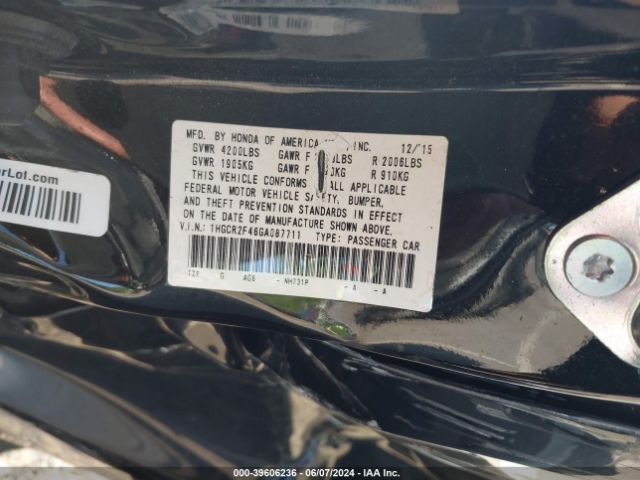 MFD. BY HONDA OF AMERICA INC. 12/15
GVWR 4200LBS GAWR F LBS R 2006LBS
GVWR 1905KG GAWR F KG R 910KG
THIS VEHICLE CONFORMS ALL APPLICABLE
FEDERAL MOTOR VEHICLE SAFETY, BUMPER,
AND THEFT PREVENTION STANDARDS IN EFFECT
ON THE DATE OF MANUFACTURE SHOWN ABOVE.
V.I.N.: 1HGCR2F46GA087711 TYPE: PASSENGER CAR
NH731P - A - A
rLot.com
000-39606236 - 06/07/2024 - IAA Inc.